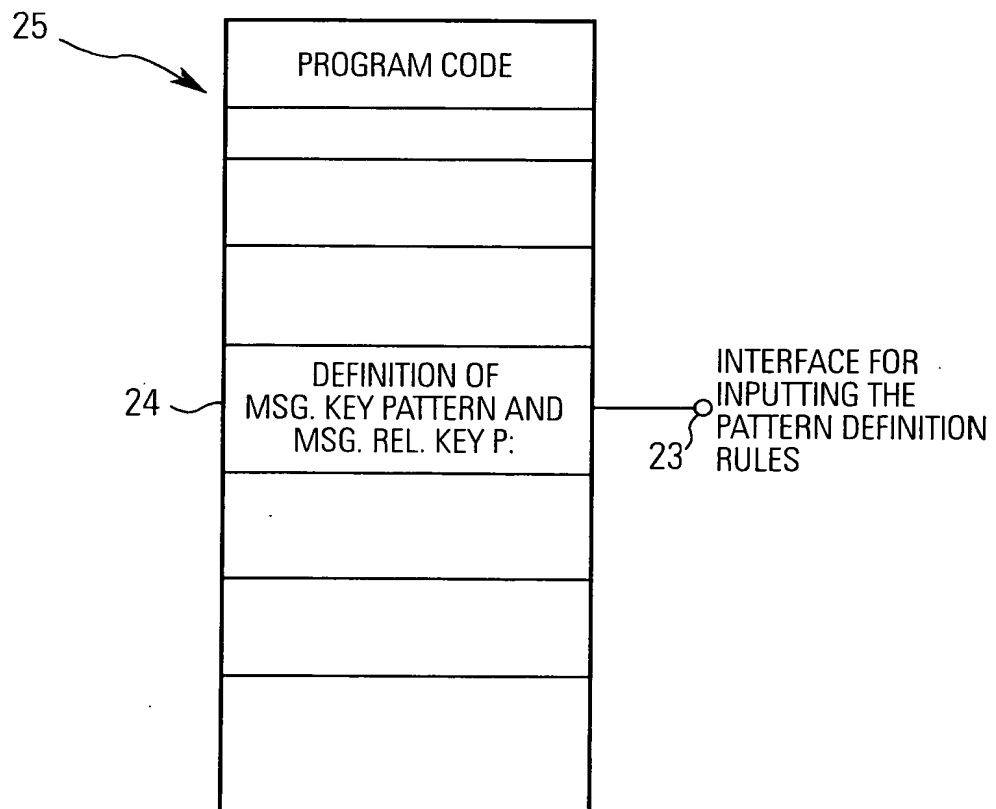 25
PROGRAM CODE
24
DEFINITION OF
MSG. KEY PATTERN AND
MSG. REL. KEY P:
INTERFACE FOR
INPUTTING THE
PATTERN DEFINITION
RULES
23